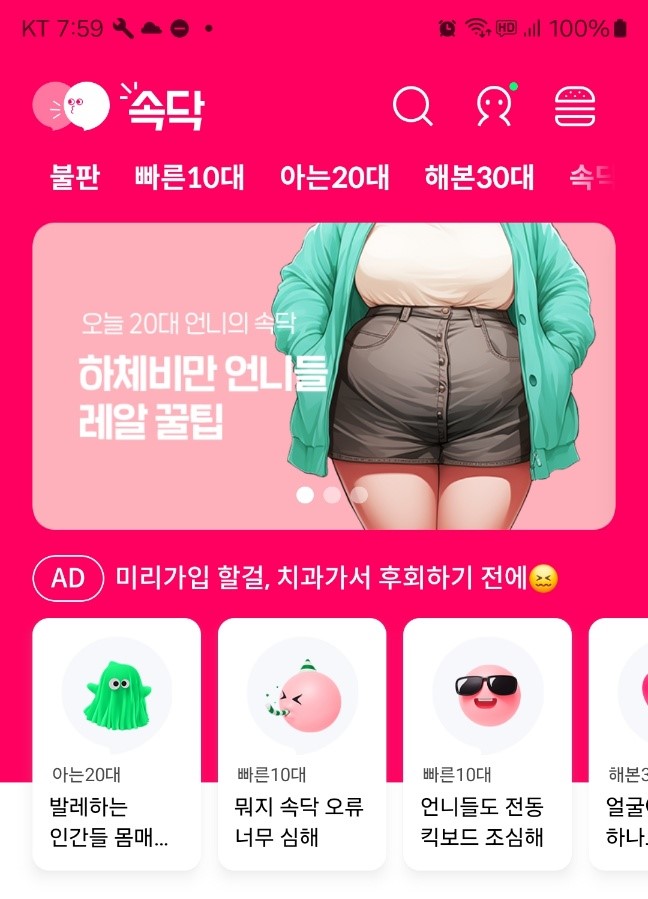 KT 7:59
HD
100%
속닥
불판 빠른10대 아는20대 해본30대 속닥
오늘 20대 언니의 속닥
하체비만 언니들
레알 꿀팁
AD 미리가입 할걸, 치과가서 후회하기 전에😖
아는20대
발레하는
인간들 몸매...
빠른10대
뭐지 속닥 오류
너무 심해
빠른10대
언니들도 전동
킥보드 조심해
해본3
얼굴
하나